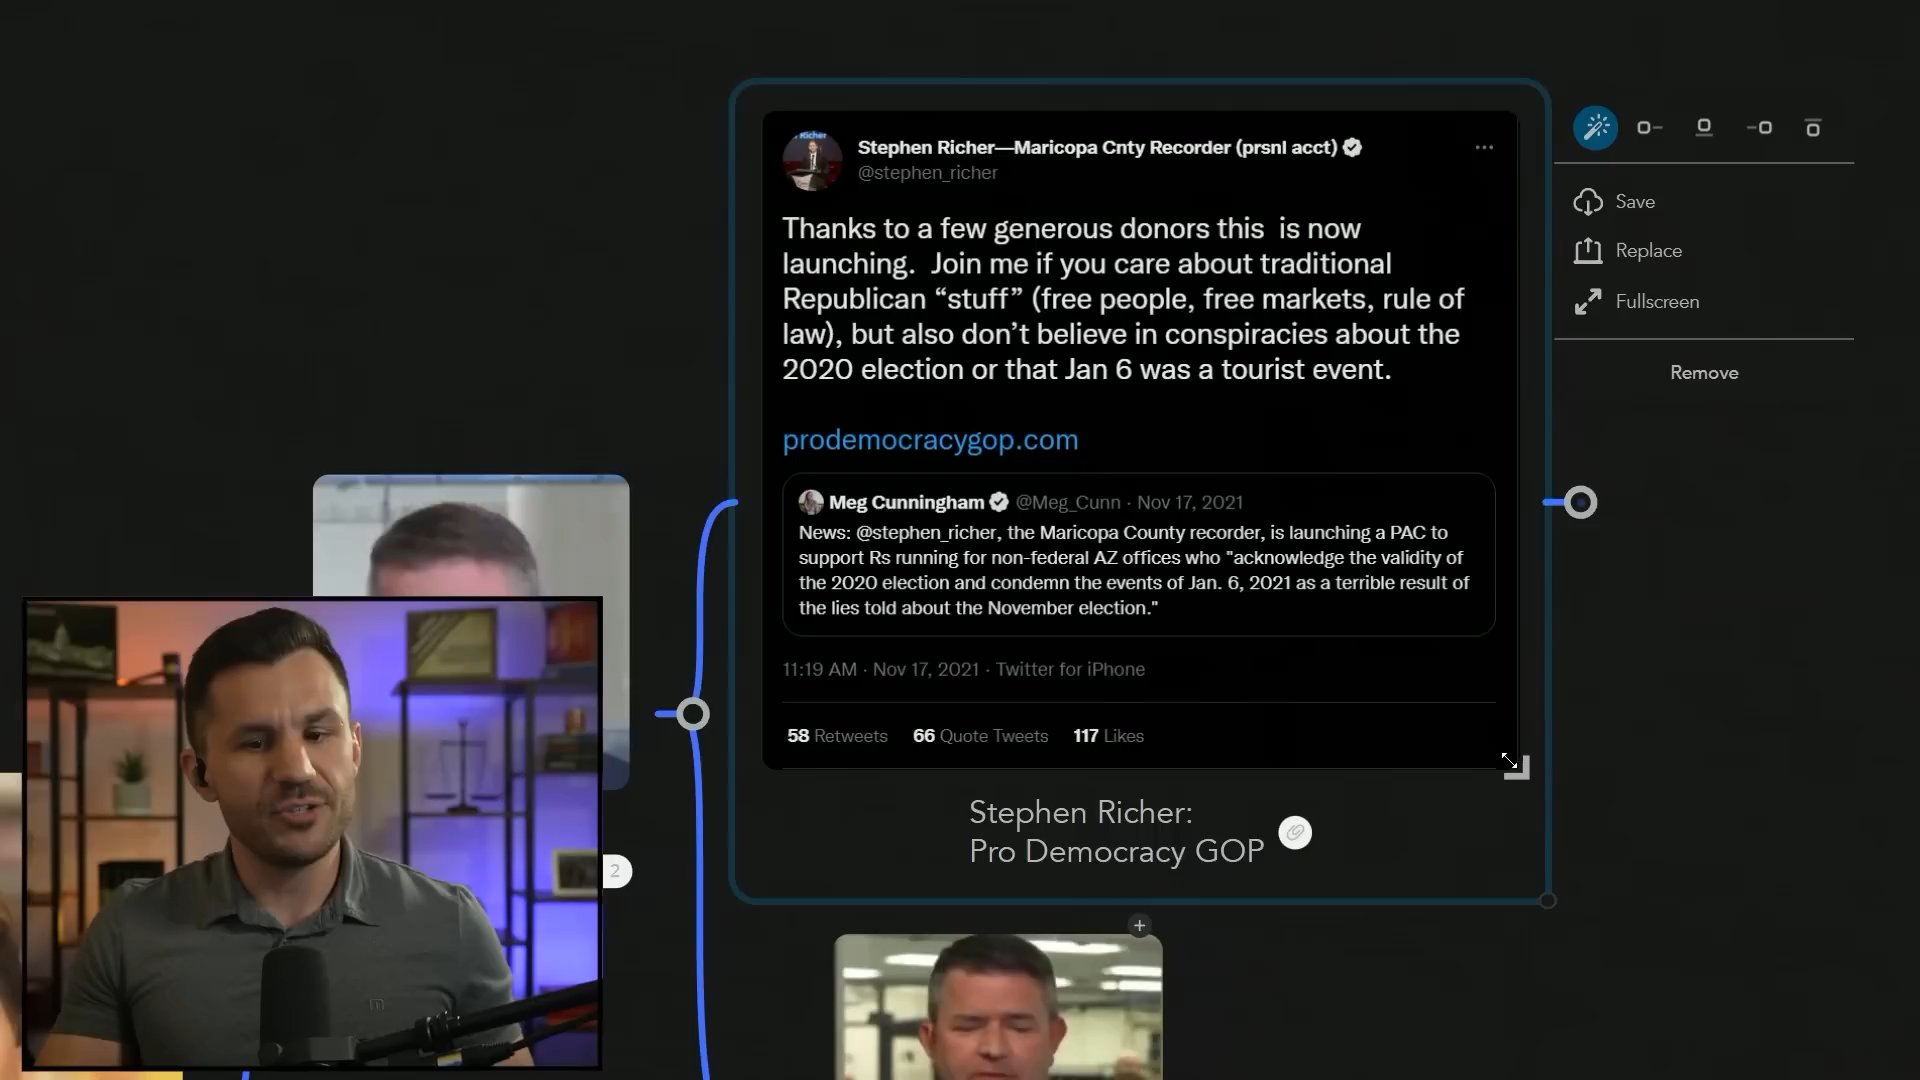 Richer
Stephen Richer—Maricopa Cnty Recorder (prsnl acct)
@stephen_richer
Thanks to a few generous donors this is now
launching. Join me if you care about traditional
Republican “stuff” (free people, free markets, rule of
law), but also don’t believe in conspiracies about the
2020 election or that Jan 6 was a tourist event.
prodemocracygop.com
Meg Cunningham @Meg_Cunn · Nov 17, 2021
News: @stephen_richer, the Maricopa County recorder, is launching a PAC to
support Rs running for non-federal AZ offices who "acknowledge the validity of
the 2020 election and condemn the events of Jan. 6, 2021 as a terrible result of
the lies told about the November election."
11:19 AM · Nov 17, 2021 · Twitter for iPhone
58 Retweets 66 Quote Tweets 117 Likes
Stephen Richer:
Pro Democracy GOP
Save
Replace
Fullscreen
Remove
2